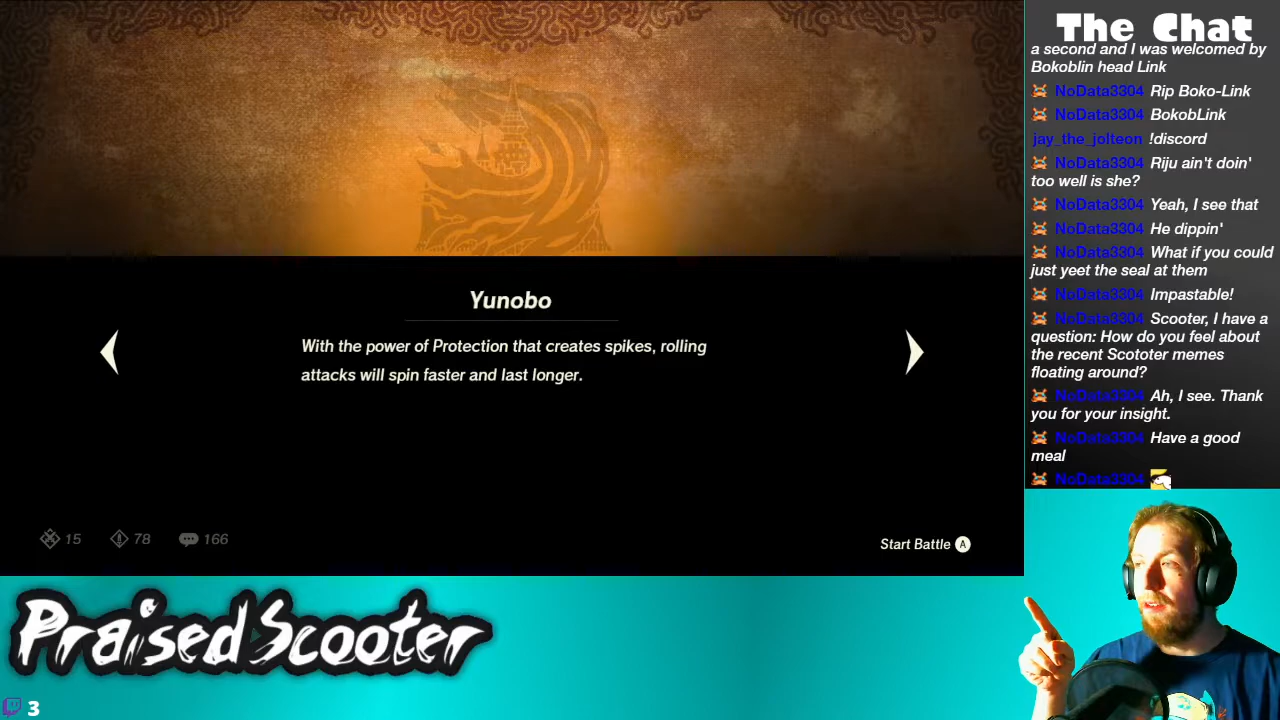 Yunobo
With the power of Protection that creates spikes, rolling
attacks will spin faster and last longer.
15
78
166
Start Battle A
The Chat
a second and I was welcomed by
Bokoblin head Link
NoData3304 Rip Boko-Link
NoData3304 BokobLink
jay_the_jolteon !discord
NoData3304 Riju ain't doin'
too well is she?
NoData3304 Yeah, I see that
NoData3304 He dippin'
NoData3304 What if you could
just yeet the seal at them
NoData3304 Impastable!
NoData3304 Scooter, I have a
question: How do you feel about
the recent Scototer memes
floating around?
NoData3304 Ah, I see. Thank
you for your insight.
NoData3304 Have a good
meal
NoData3304
PraisedScooter
3